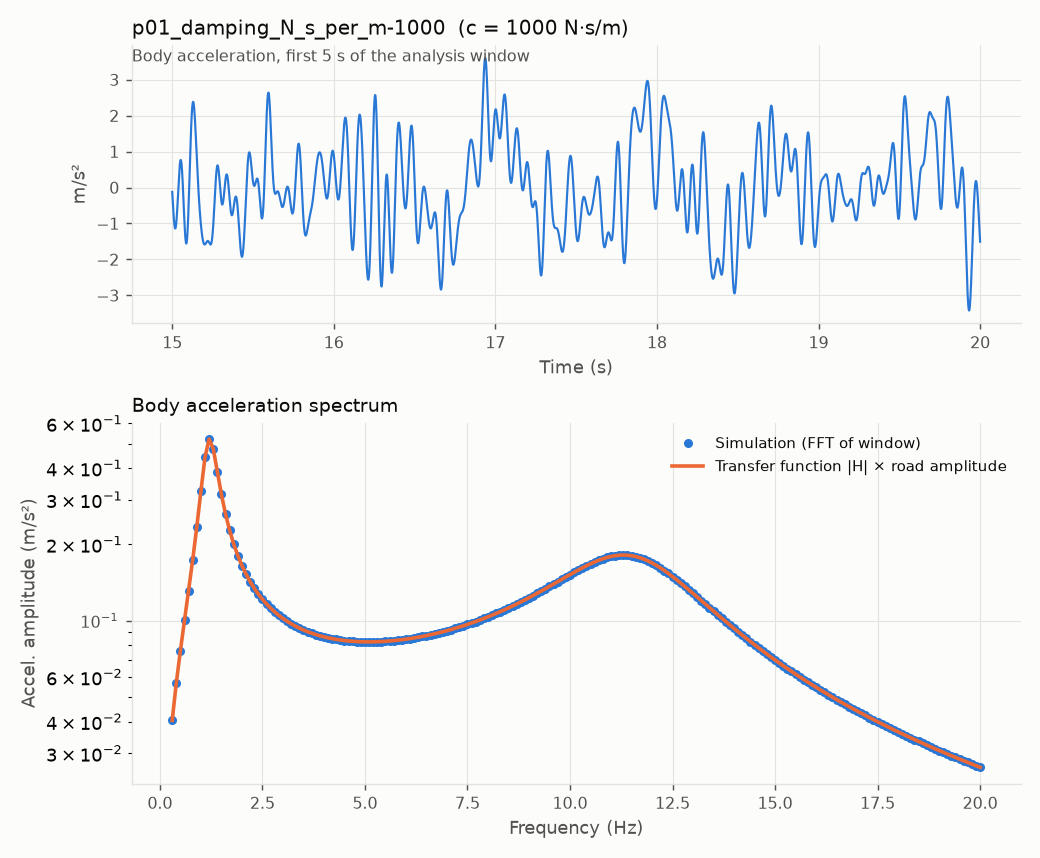 p01_damping_N_s_per_m-1000 (c = 1000 N·s/m)
Body acceleration, first 5 s of the analysis window
3
2
1
0
−1
−2
−3
m/s²
15 16 17 18 19 20
Time (s)
Body acceleration spectrum
6 × 10⁻¹
4 × 10⁻¹
3 × 10⁻¹
2 × 10⁻¹
10⁻¹
6 × 10⁻²
4 × 10⁻²
3 × 10⁻²
Accel. amplitude (m/s²)
Simulation (FFT of window)
Transfer function |H| × road amplitude
0.0 2.5 5.0 7.5 10.0 12.5 15.0 17.5 20.0
Frequency (Hz)